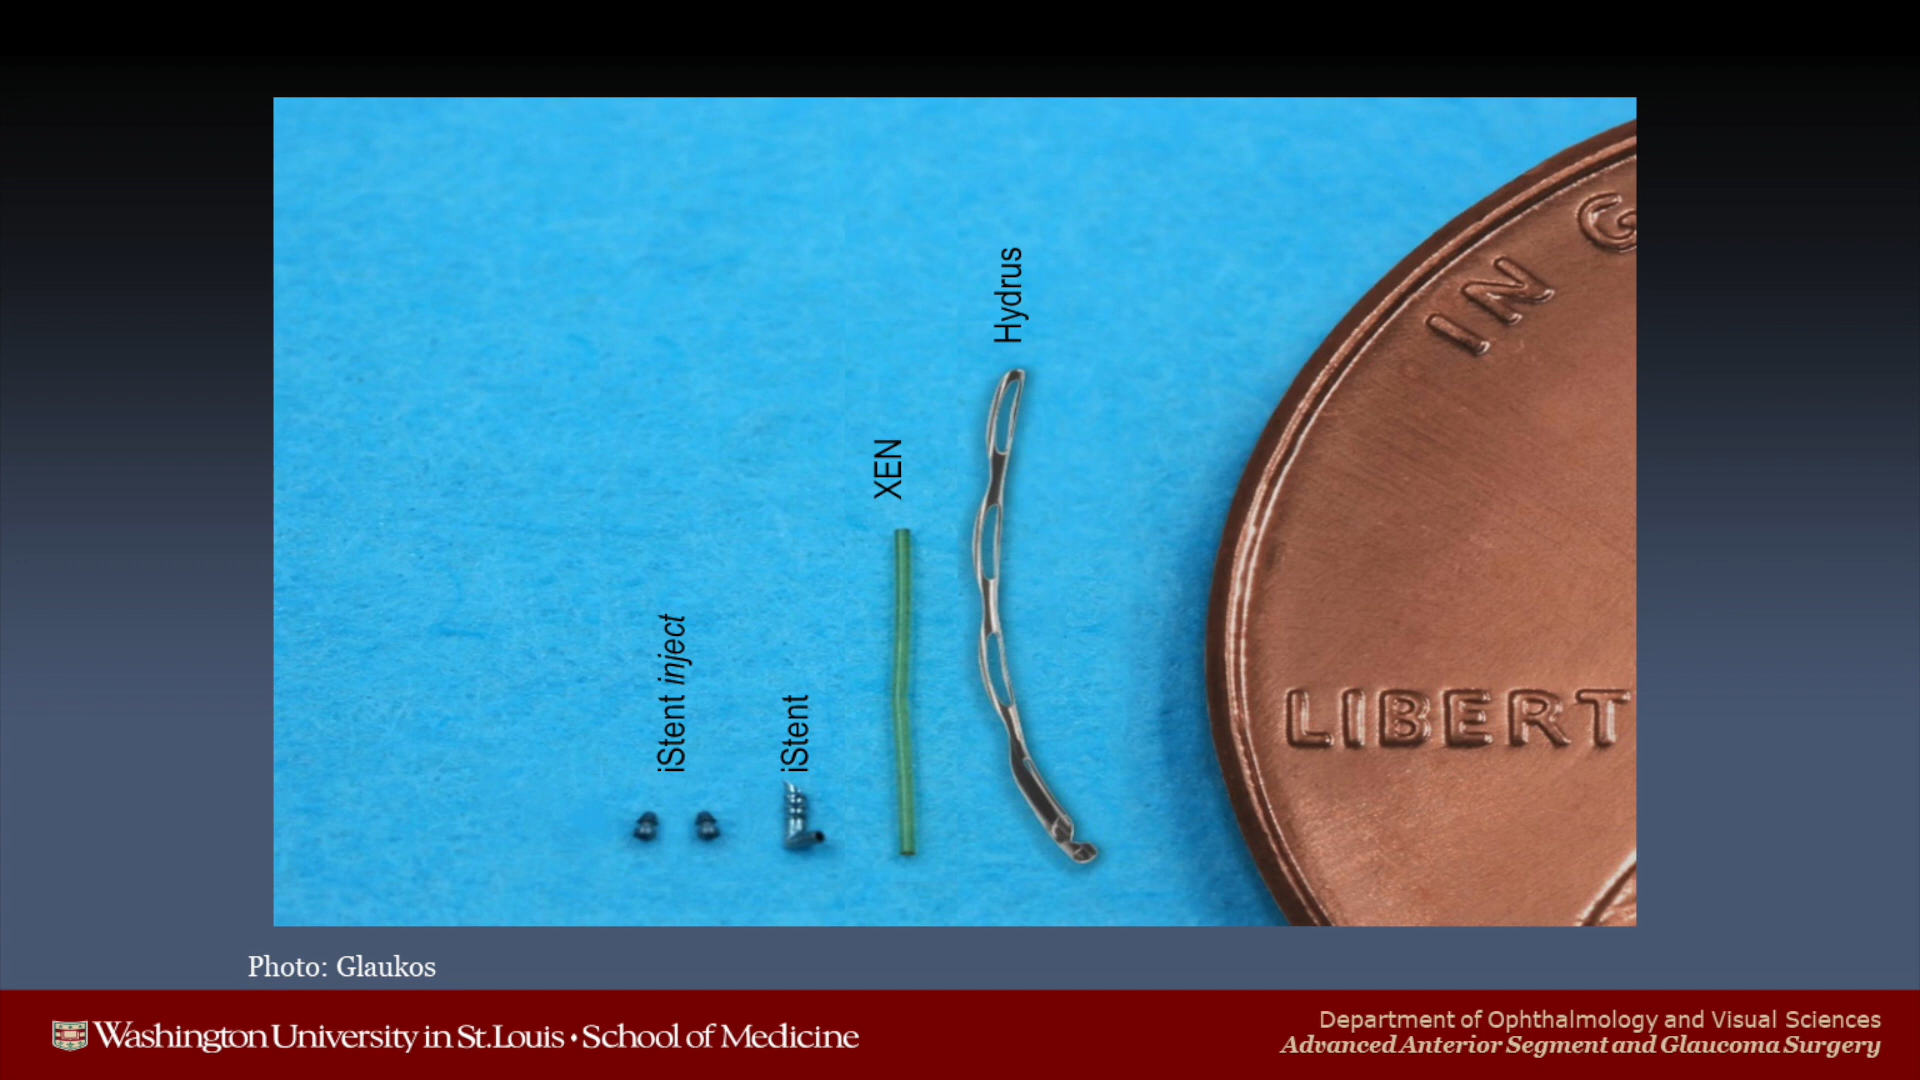 Hydrus
XEN
iStent inject
iStent
IN G
LIBERT
Photo: Glaukos
Washington University in St. Louis • School of Medicine
Department of Ophthalmology and Visual Sciences
Advanced Anterior Segment and Glaucoma Surgery